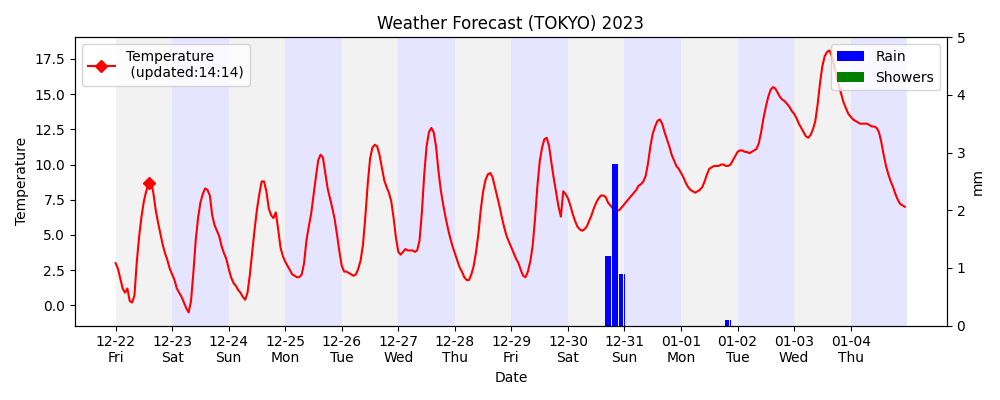 Weather Forecast (TOKYO) 2023
Temperature
(updated:14:14)
Rain
Showers
Temperature
17.5
15.0
12.5
10.0
7.5
5.0
2.5
0.0
5
4
3
2
1
0
mm
12-22 12-23 12-24 12-25 12-26 12-27 12-28 12-29 12-30 12-31 01-01 01-02 01-03 01-04
Fri Sat Sun Mon Tue Wed Thu Fri Sat Sun Mon Tue Wed Thu
Date